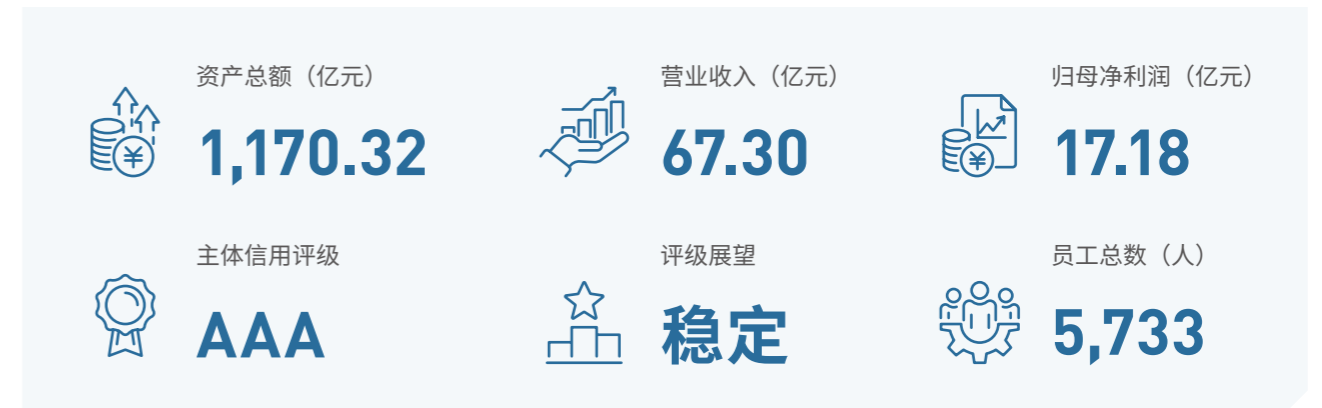 资产总额（亿元）
1,170.32
营业收入（亿元）
67.30
归母净利润（亿元）
17.18
主体信用评级
AAA
评级展望
稳定
员工总数（人）
5,733